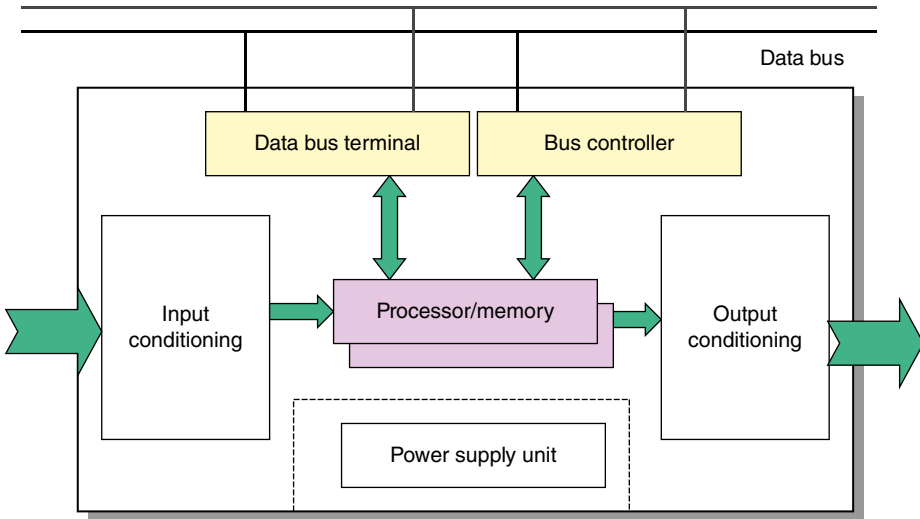 Data bus
Data bus terminal
Bus controller
Input
conditioning
Processor/memory
Output
conditioning
Power supply unit